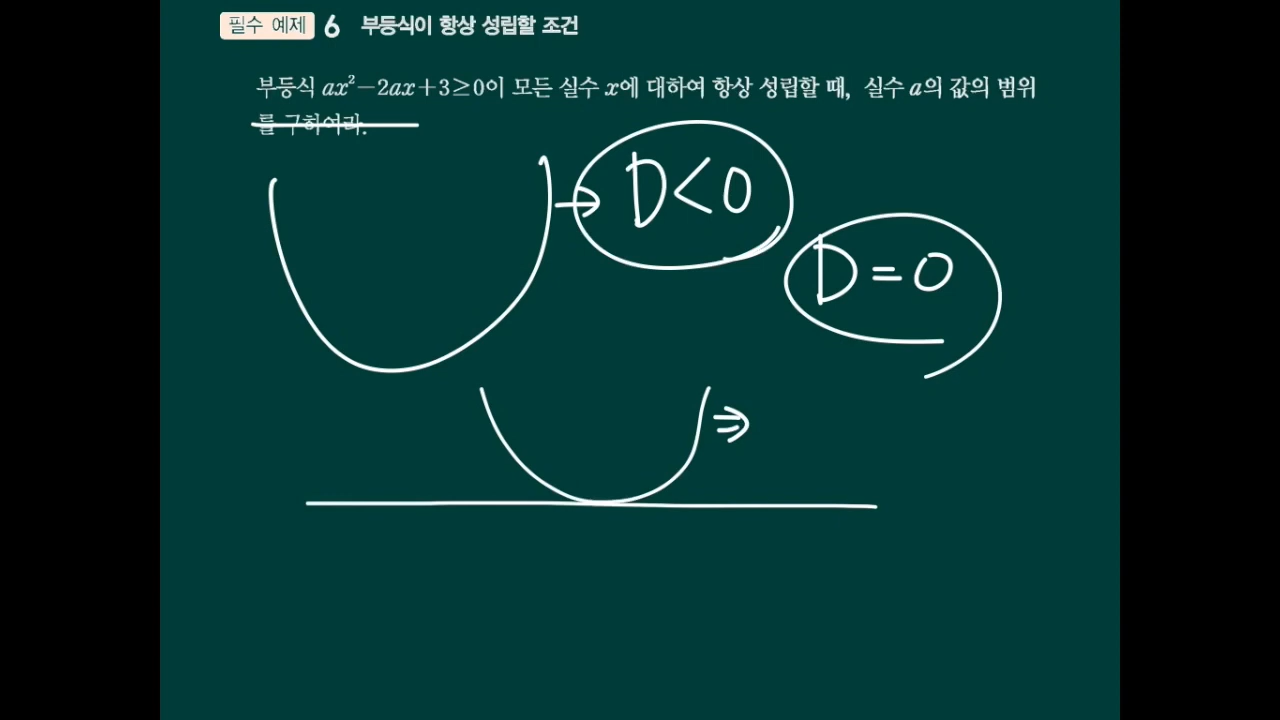 필수 예제 6 부등식이 항상 성립할 조건
부등식 ax²-2ax+3≥0이 모든 실수 x에 대하여 항상 성립할 때, 실수 a의 값의 범위
를 구하여라.
→ D<0
D=0
⇒